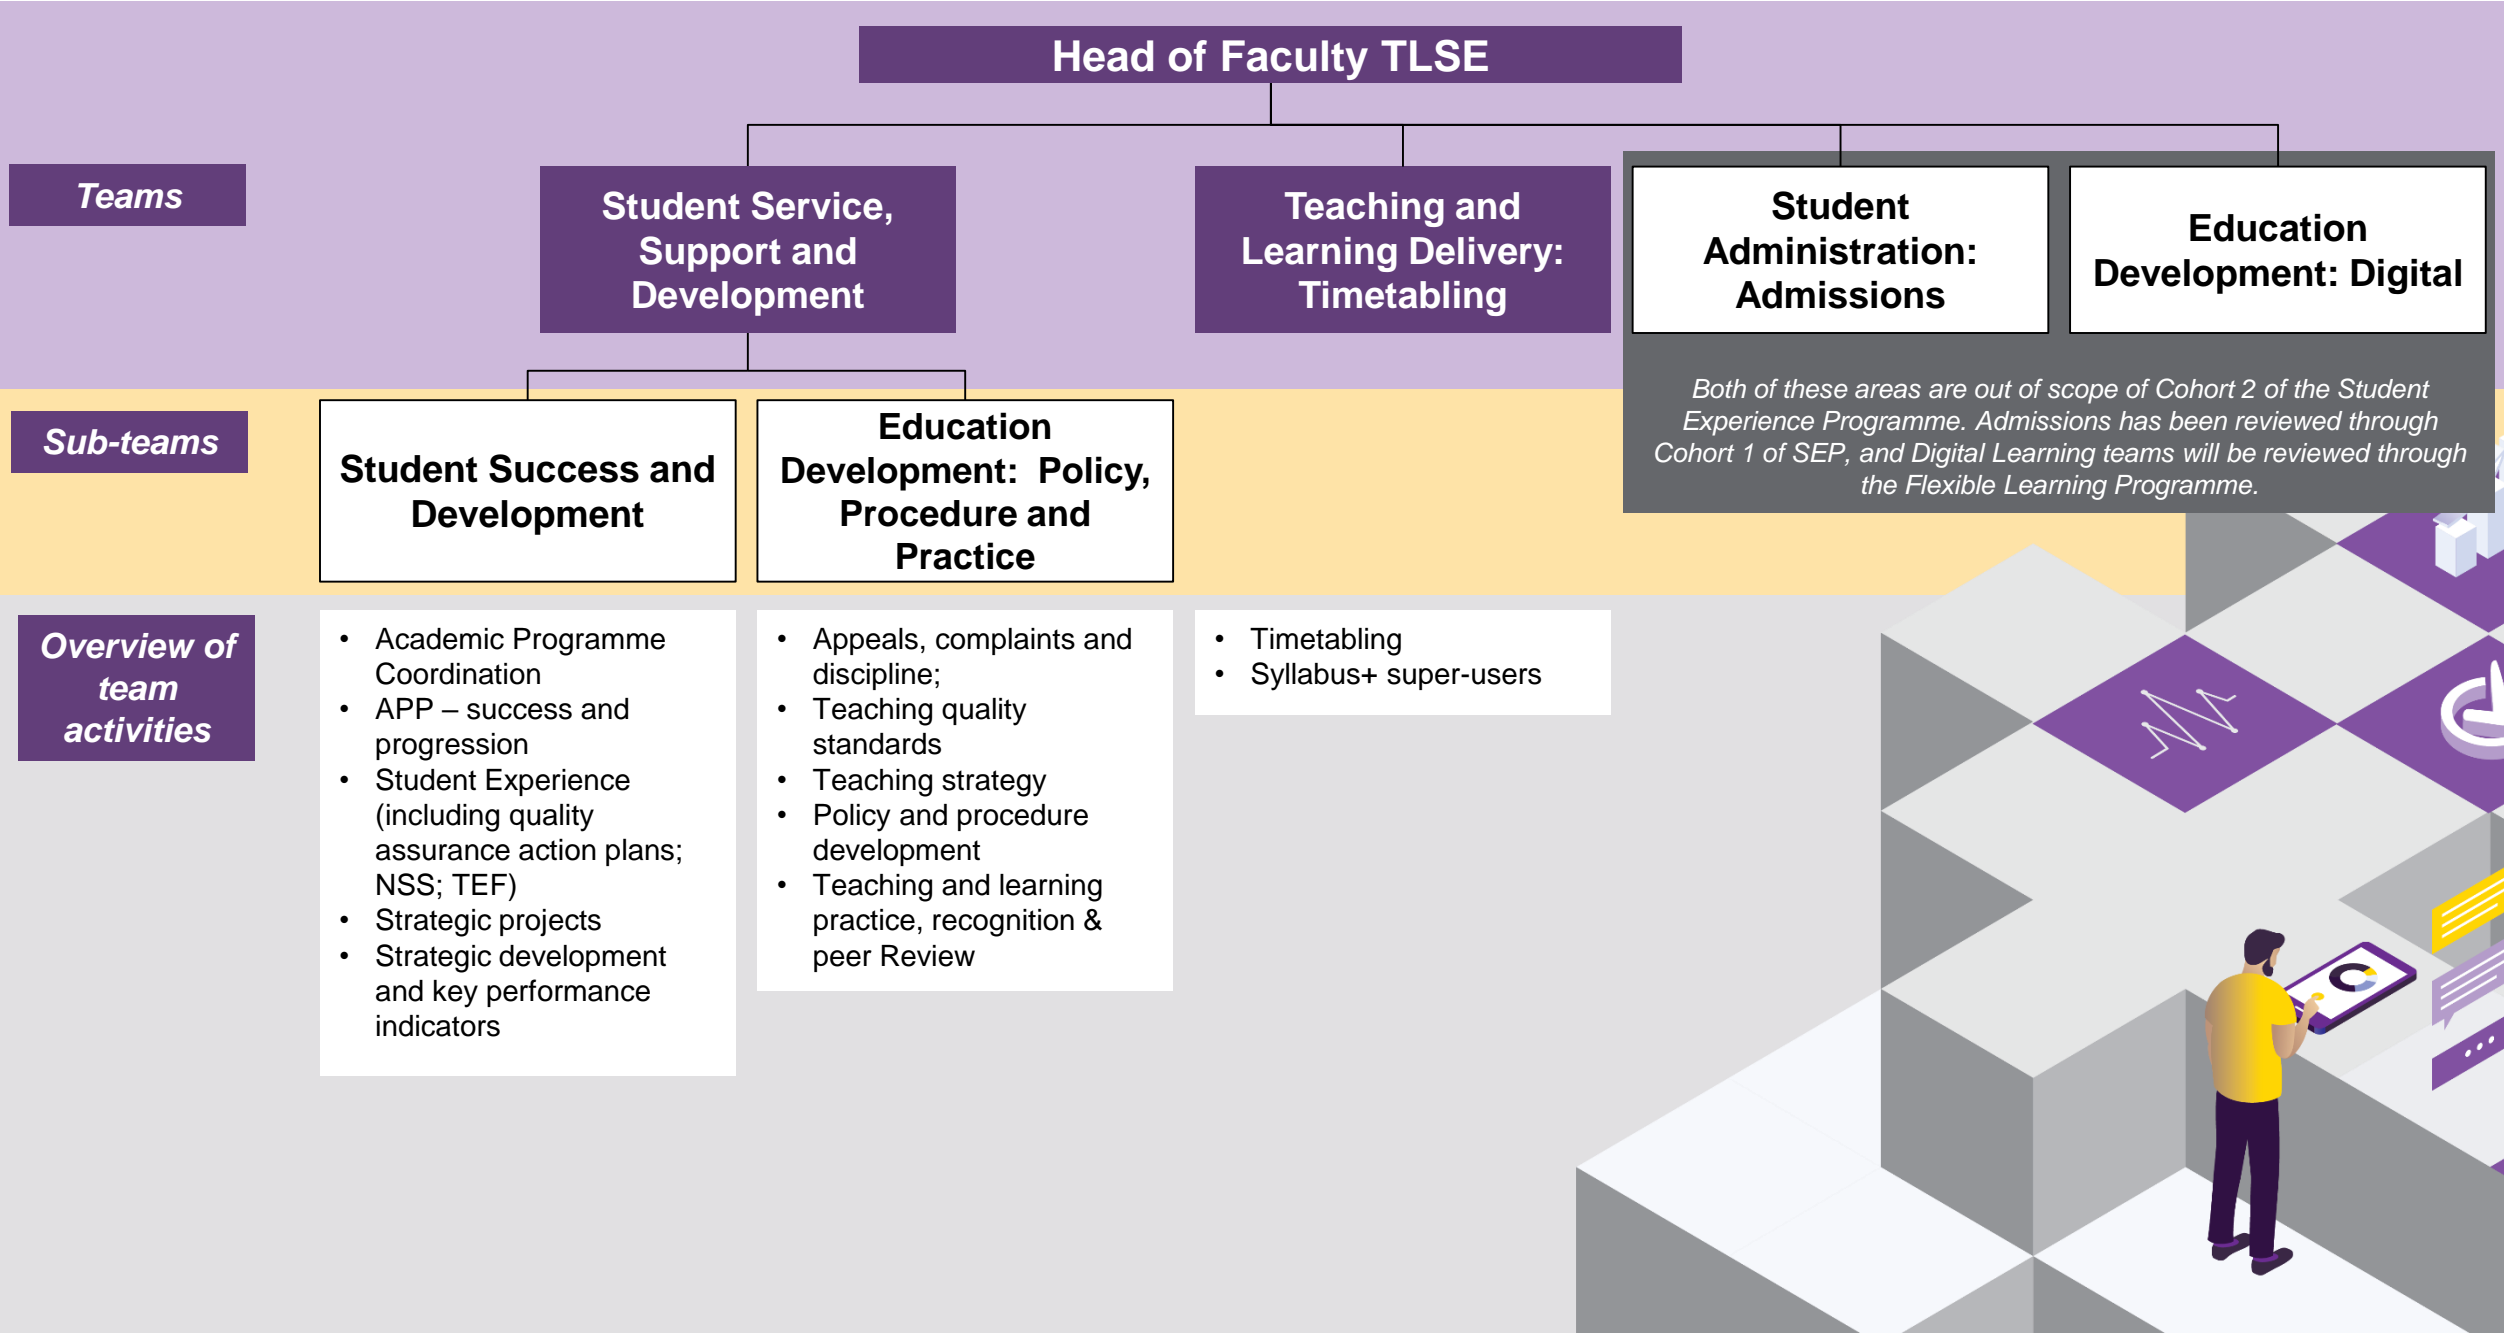 Head of Faculty TLSE
Teams
Student Service,
Support and
Development
Teaching and
Learning Delivery:
Timetabling
Student
Administration:
Admissions
Education
Development: Digital
Both of these areas are out of scope of Cohort 2 of the Student
Experience Programme. Admissions has been reviewed through
Cohort 1 of SEP, and Digital Learning teams will be reviewed through
the Flexible Learning Programme.
Sub-teams
Student Success and
Development
Education
Development:  Policy,
Procedure and
Practice
Overview of
team
activities
• Academic Programme
Coordination
• APP – success and
progression
• Student Experience
(including quality
assurance action plans;
NSS; TEF)
• Strategic projects
• Strategic development
and key performance
indicators
• Appeals, complaints and
discipline;
• Teaching quality
standards
• Teaching strategy
• Policy and procedure
development
• Teaching and learning
practice, recognition &
peer Review
• Timetabling
• Syllabus+ super-users